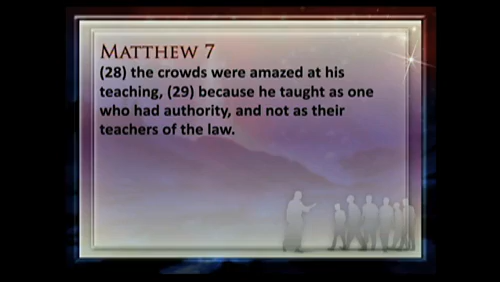 MATTHEW 7
(28) the crowds were amazed at his
teaching, (29) because he taught as one
who had authority, and not as their
teachers of the law.